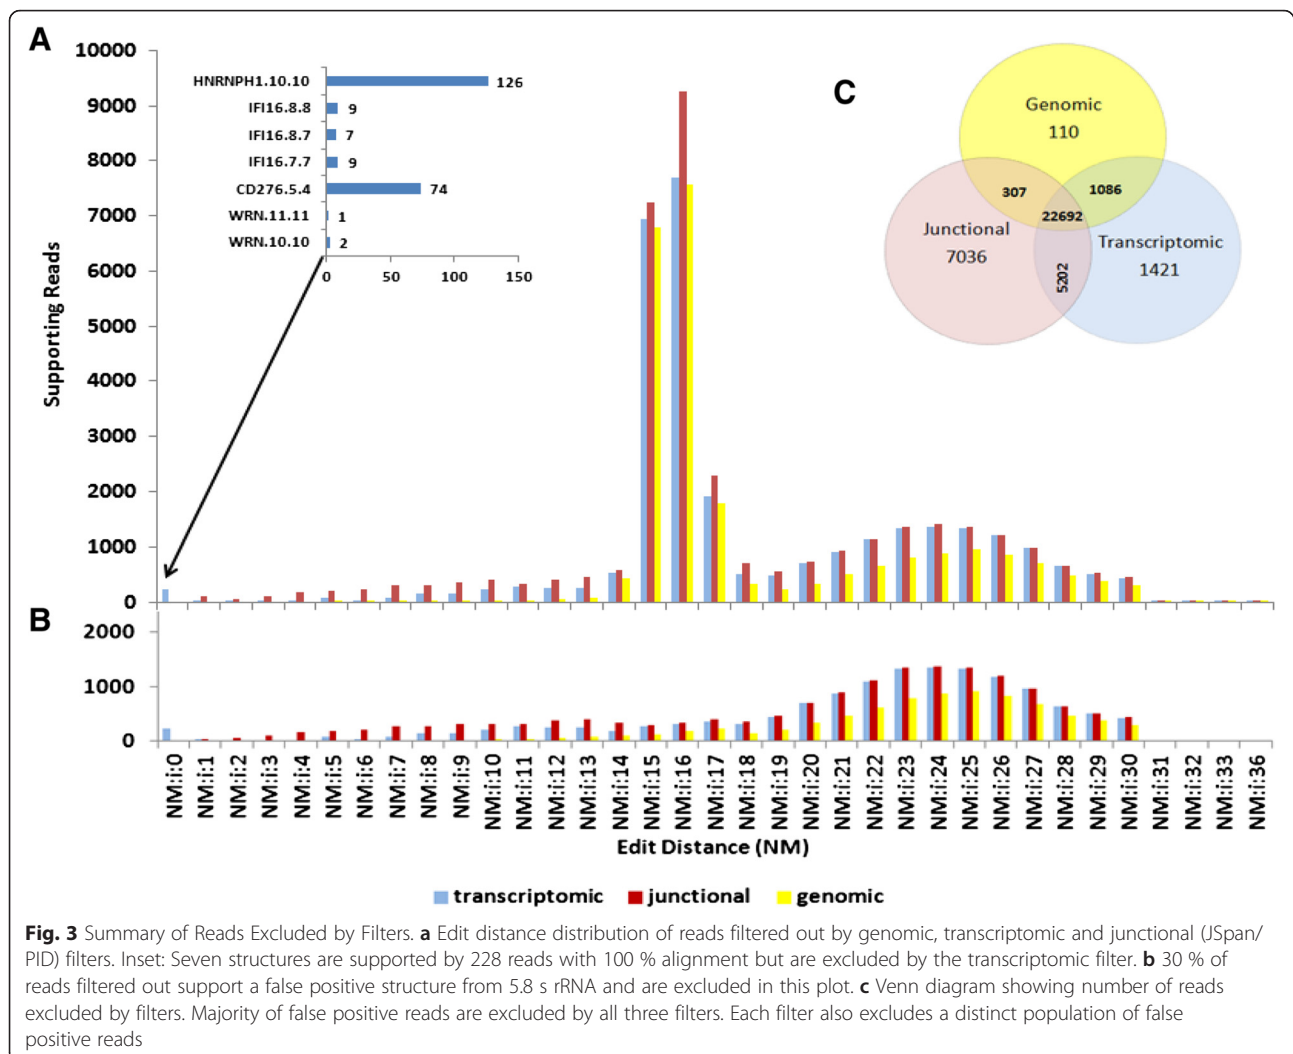 A
10000
9000
8000
7000
6000
5000
4000
3000
2000
1000
0
Supporting Reads
HNRNPH1.10.10 126
IFI16.8.8 9
IFI16.8.7 7
IFI16.7.7 9
CD276.5.4 74
WRN.11.11 1
WRN.10.10 2
0 50 100 150
C
Genomic
110
307
1086
22692
Junctional
7036
Transcriptomic
1421
5202
B
2000
1000
0
NM:i:0
NM:i:1
NM:i:2
NM:i:3
NM:i:4
NM:i:5
NM:i:6
NM:i:7
NM:i:8
NM:i:9
NM:i:10
NM:i:11
NM:i:12
NM:i:13
NM:i:14
NM:i:15
NM:i:16
NM:i:17
NM:i:18
NM:i:19
NM:i:20
NM:i:21
NM:i:22
NM:i:23
NM:i:24
NM:i:25
NM:i:26
NM:i:27
NM:i:28
NM:i:29
NM:i:30
NM:i:31
NM:i:32
NM:i:33
NM:i:36
Edit Distance (NM)
transcriptomic junctional genomic
Fig. 3 Summary of Reads Excluded by Filters. a Edit distance distribution of reads filtered out by genomic, transcriptomic and junctional (JSpan/
PID) filters. Inset: Seven structures are supported by 228 reads with 100 % alignment but are excluded by the transcriptomic filter. b 30 % of
reads filtered out support a false positive structure from 5.8 s rRNA and are excluded in this plot. c Venn diagram showing number of reads
excluded by filters. Majority of false positive reads are excluded by all three filters. Each filter also excludes a distinct population of false
positive reads